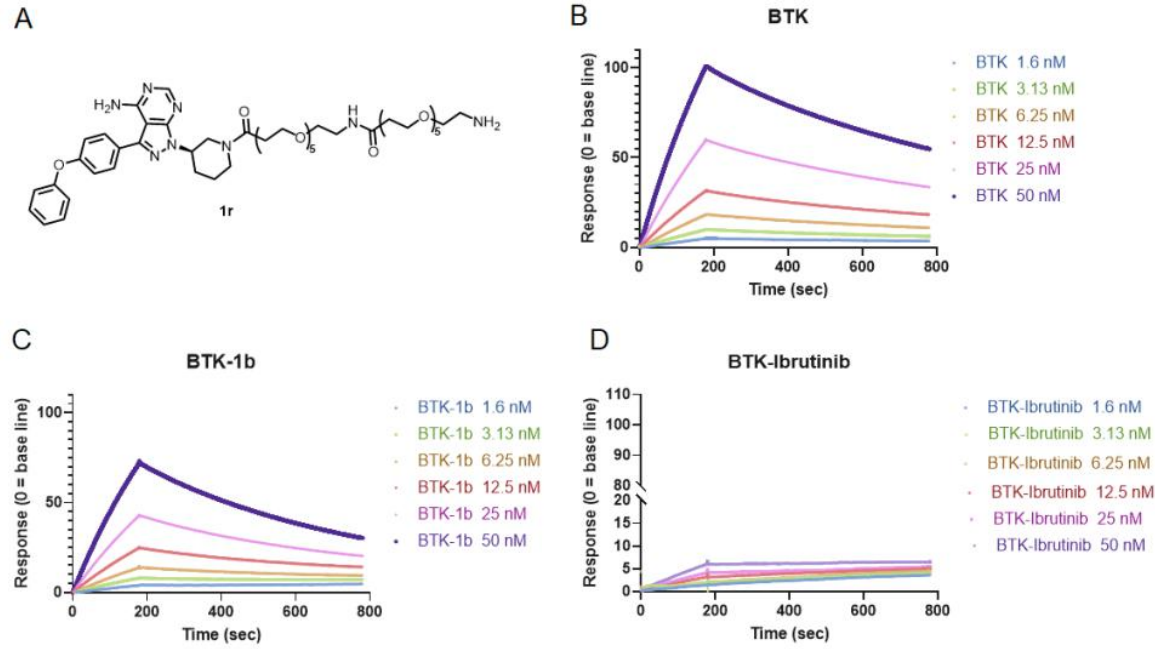 A
H₂N
N
N
N
N
N
O
O
O
5
H
N
O
O
5
NH₂
1r
B
BTK
Response (0 = base line)
100
50
0
0 200 400 600 800
Time (sec)
BTK 1.6 nM
BTK 3.13 nM
BTK 6.25 nM
BTK 12.5 nM
BTK 25 nM
BTK 50 nM
C
BTK-1b
Response (0 = base line)
100
50
0
0 200 400 600 800
Time (sec)
BTK-1b 1.6 nM
BTK-1b 3.13 nM
BTK-1b 6.25 nM
BTK-1b 12.5 nM
BTK-1b 25 nM
BTK-1b 50 nM
D
BTK-Ibrutinib
Response (0 = base line)
110
100
90
80
20
15
10
5
0
0 200 400 600 800
Time (sec)
BTK-Ibrutinib 1.6 nM
BTK-Ibrutinib 3.13 nM
BTK-Ibrutinib 6.25 nM
BTK-Ibrutinib 12.5 nM
BTK-Ibrutinib 25 nM
BTK-Ibrutinib 50 nM